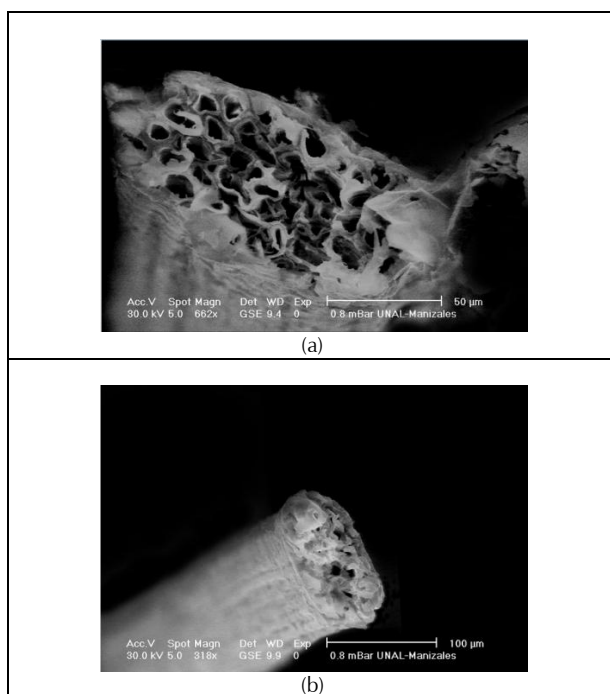 Acc.V Spot Magn Det WD Exp 50 µm
30.0 kV 5.0 662x GSE 9.4 0 0.8 mBar UNAL-Manizales
(a)
Acc.V Spot Magn Det WD Exp 100 µm
30.0 kV 5.0 318x GSE 9.9 0 0.8 mBar UNAL-Manizales
(b)